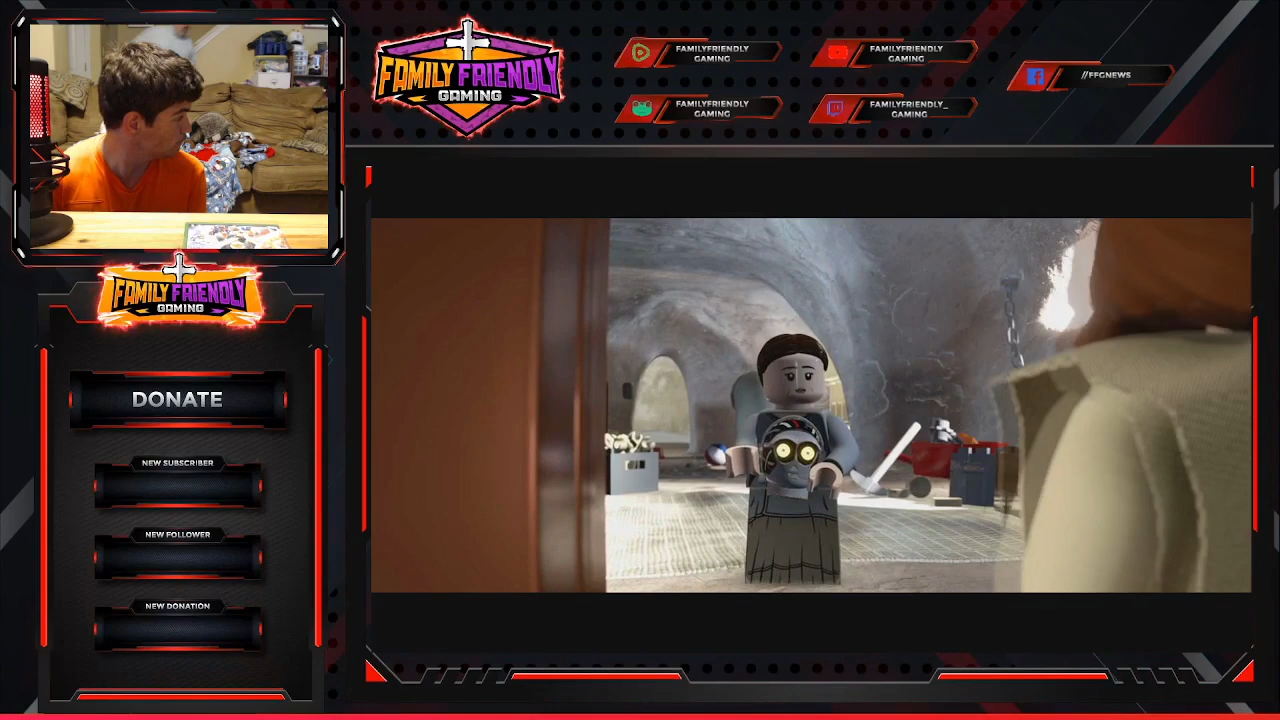 FAMILY FRIENDLY
GAMING
FAMILYFRIENDLY
GAMING
FAMILYFRIENDLY
GAMING
//FFGNEWS
FAMILYFRIENDLY
GAMING
FAMILYFRIENDLY_
GAMING
FAMILY FRIENDLY
GAMING
DONATE
NEW SUBSCRIBER
NEW FOLLOWER
NEW DONATION